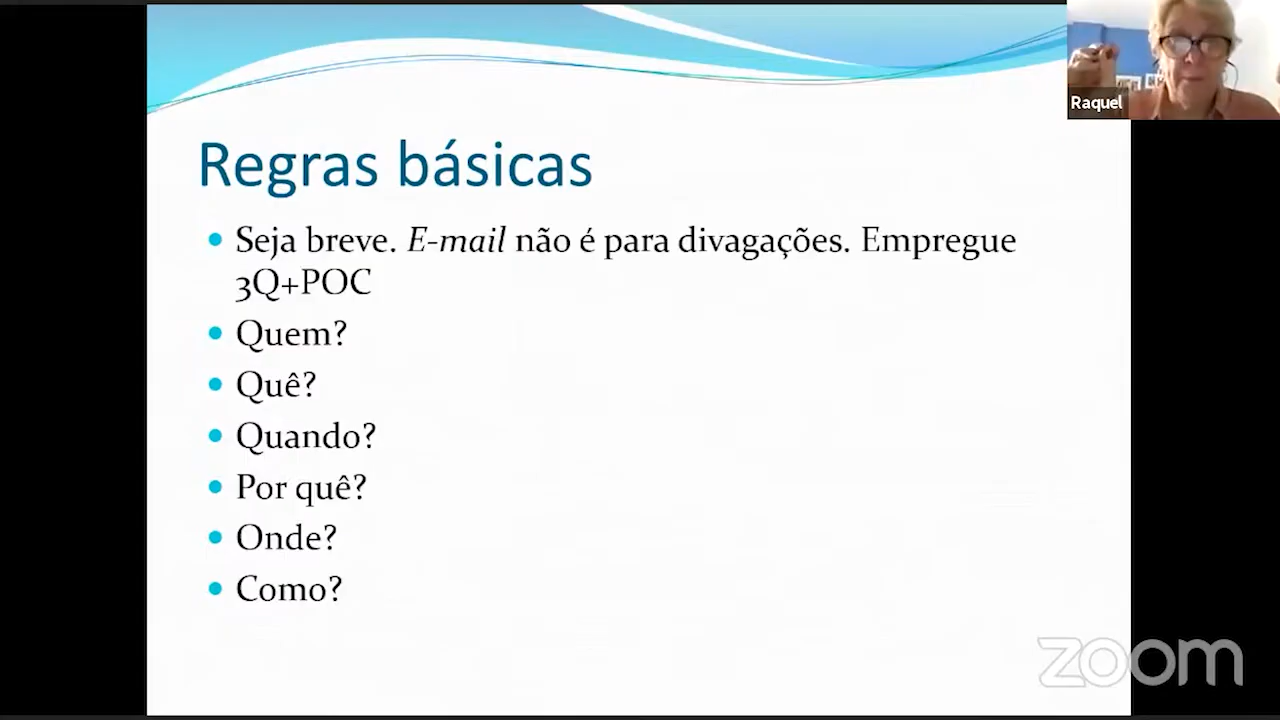 Raquel
Regras básicas
Seja breve. E-mail não é para divagações. Empregue
3Q+POC
Quem?
Quê?
Quando?
Por quê?
Onde?
Como?
zoom